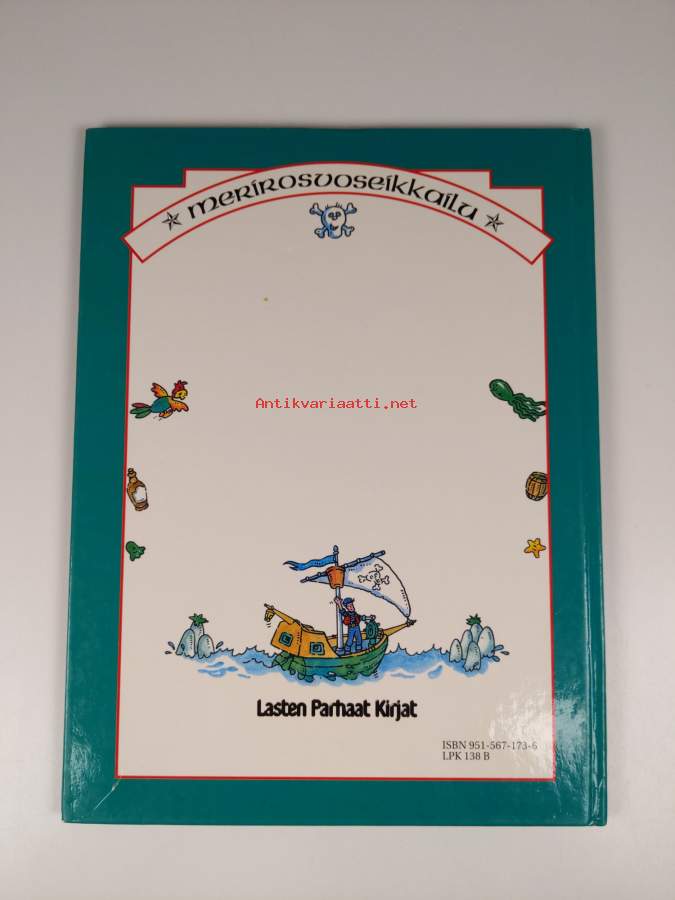 merirosvoseikkailu
Antikvariaatti.net
Lasten Parhaat Kirjat
ISBN 951-567-173-6
LPK 138 B